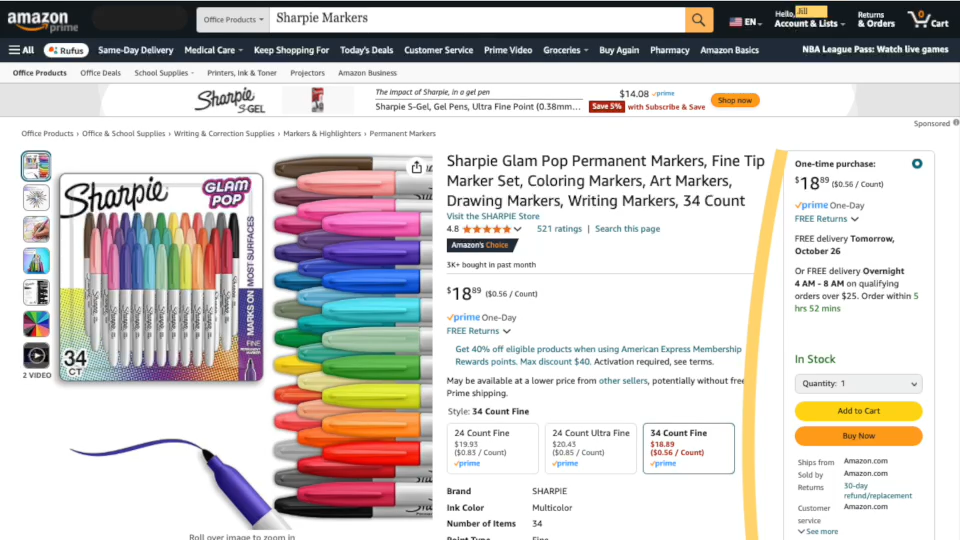 amazon
prime
Office Products
Sharpie Markers
EN
Hello, Jill
Account & Lists
Returns
& Orders
0
Cart
All
Rufus
Same-Day Delivery
Medical Care
Keep Shopping For
Today's Deals
Customer Service
Prime Video
Groceries
Buy Again
Pharmacy
Amazon Basics
NBA League Pass: Watch live games
Office Products
Office Deals
School Supplies
Printers, Ink & Toner
Projectors
Amazon Business
Sharpie
S·GEL
The impact of Sharpie, in a gel pen
Sharpie S-Gel, Gel Pens, Ultra Fine Point (0.38mm...
$14.08 prime
Save 5% with Subscribe & Save
Shop now
Sponsored
Office Products › Office & School Supplies › Writing & Correction Supplies › Markers & Highlighters › Permanent Markers
2 VIDEO
Sharpie
GLAM
POP
MARKS ON MOST SURFACES
FINE
34
CT
Roll over image to zoom in
Sharpie Glam Pop Permanent Markers, Fine Tip
Marker Set, Coloring Markers, Art Markers,
Drawing Markers, Writing Markers, 34 Count
Visit the SHARPIE Store
4.8
521 ratings | Search this page
Amazon's Choice
3K+ bought in past month
$18 89 ($0.56 / Count)
prime One-Day
FREE Returns
Get 40% off eligible products when using American Express Membership
Rewards points. Max discount $40. Activation required, see terms.
May be available at a lower price from other sellers, potentially without free
Prime shipping.
Style: 34 Count Fine
24 Count Fine
$19.93
($0.83 / Count)
prime
24 Count Ultra Fine
$20.43
($0.85 / Count)
prime
34 Count Fine
$18.89
($0.56 / Count)
prime
Brand SHARPIE
Ink Color Multicolor
Number of Items 34
Point Type Fine
One-time purchase:
$18 89 ($0.56 / Count)
prime One-Day
FREE Returns
FREE delivery Tomorrow,
October 26
Or FREE delivery Overnight
4 AM - 8 AM on qualifying
orders over $25. Order within 5
hrs 52 mins
In Stock
Quantity: 1
Add to Cart
Buy Now
Ships from Amazon.com
Sold by Amazon.com
Returns 30-day
refund/replacement
Customer Amazon.com
service
See more